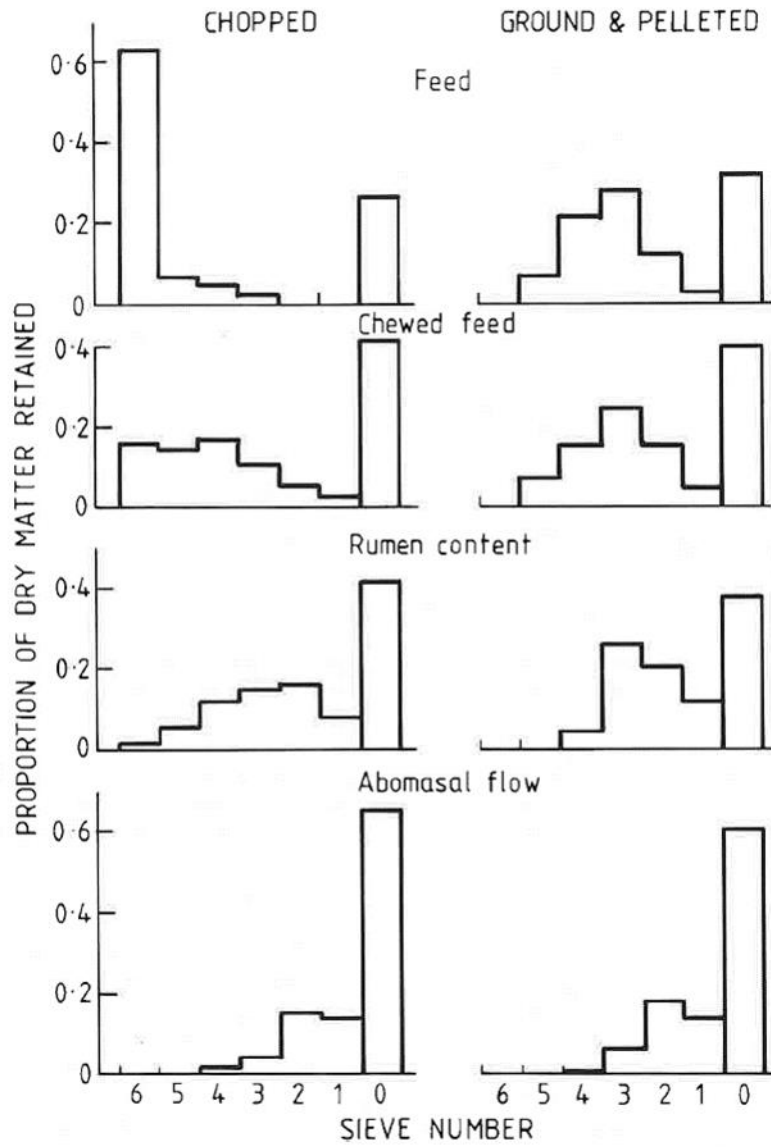 CHOPPED GROUND & PELLETED
Feed
0·6
0·4
0·2
0
Chewed feed
0·4
0·2
0
Rumen content
0·4
0·2
0
Abomasal flow
0·6
0·4
0·2
0
6 5 4 3 2 1 0 6 5 4 3 2 1 0
SIEVE NUMBER
PROPORTION OF DRY MATTER RETAINED